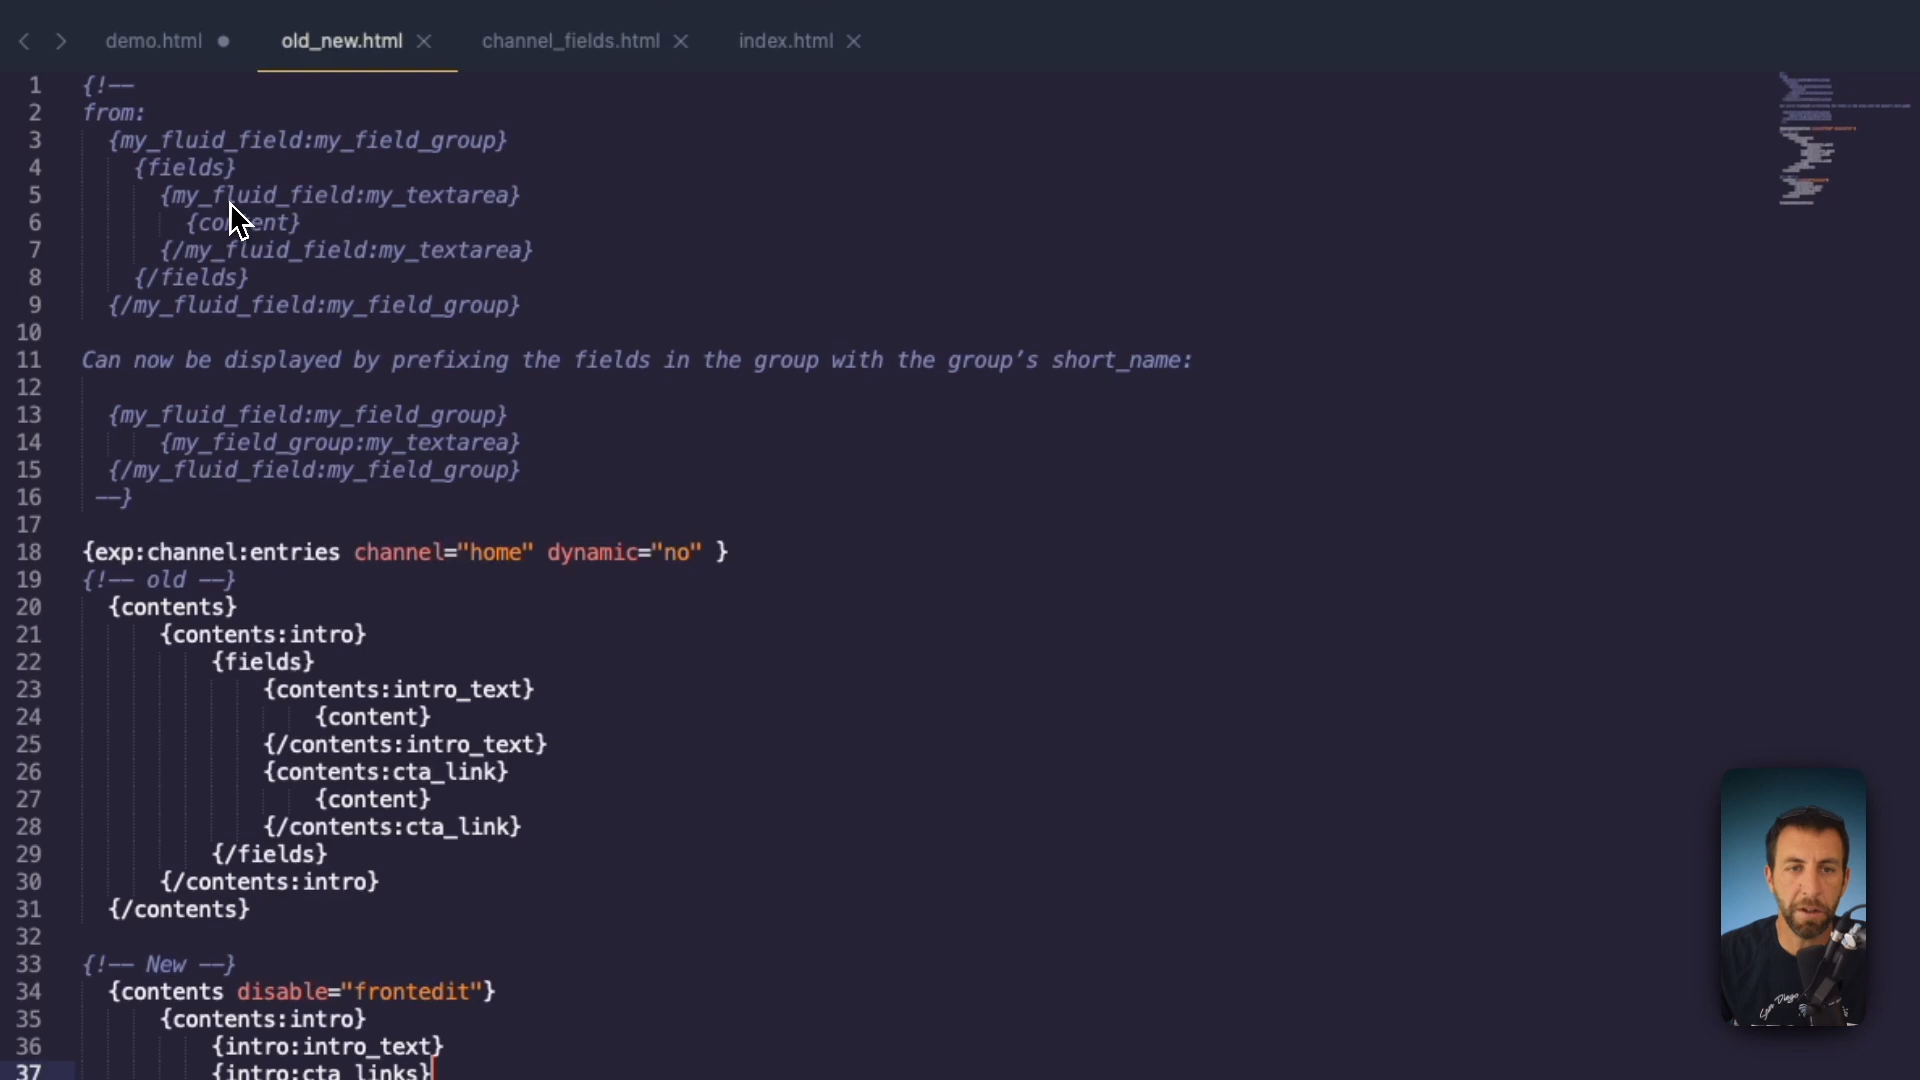 demo.html
old_new.html
channel_fields.html
index.html
1 {!--
2 from:
3 {my_fluid_field:my_field_group}
4 {fields}
5 {my_fluid_field:my_textarea}
6 {content}
7 {/my_fluid_field:my_textarea}
8 {/fields}
9 {/my_fluid_field:my_field_group}
10
11 Can now be displayed by prefixing the fields in the group with the group’s short_name:
12
13 {my_fluid_field:my_field_group}
14 {my_field_group:my_textarea}
15 {/my_fluid_field:my_field_group}
16 --}
17
18 {exp:channel:entries channel="home" dynamic="no" }
19 {!-- old --}
20 {contents}
21 {contents:intro}
22 {fields}
23 {contents:intro_text}
24 {content}
25 {/contents:intro_text}
26 {contents:cta_link}
27 {content}
28 {/contents:cta_link}
29 {/fields}
30 {/contents:intro}
31 {/contents}
32
33 {!-- New --}
34 {contents disable="frontedit"}
35 {contents:intro}
36 {intro:intro_text}
37 {intro:cta_links}